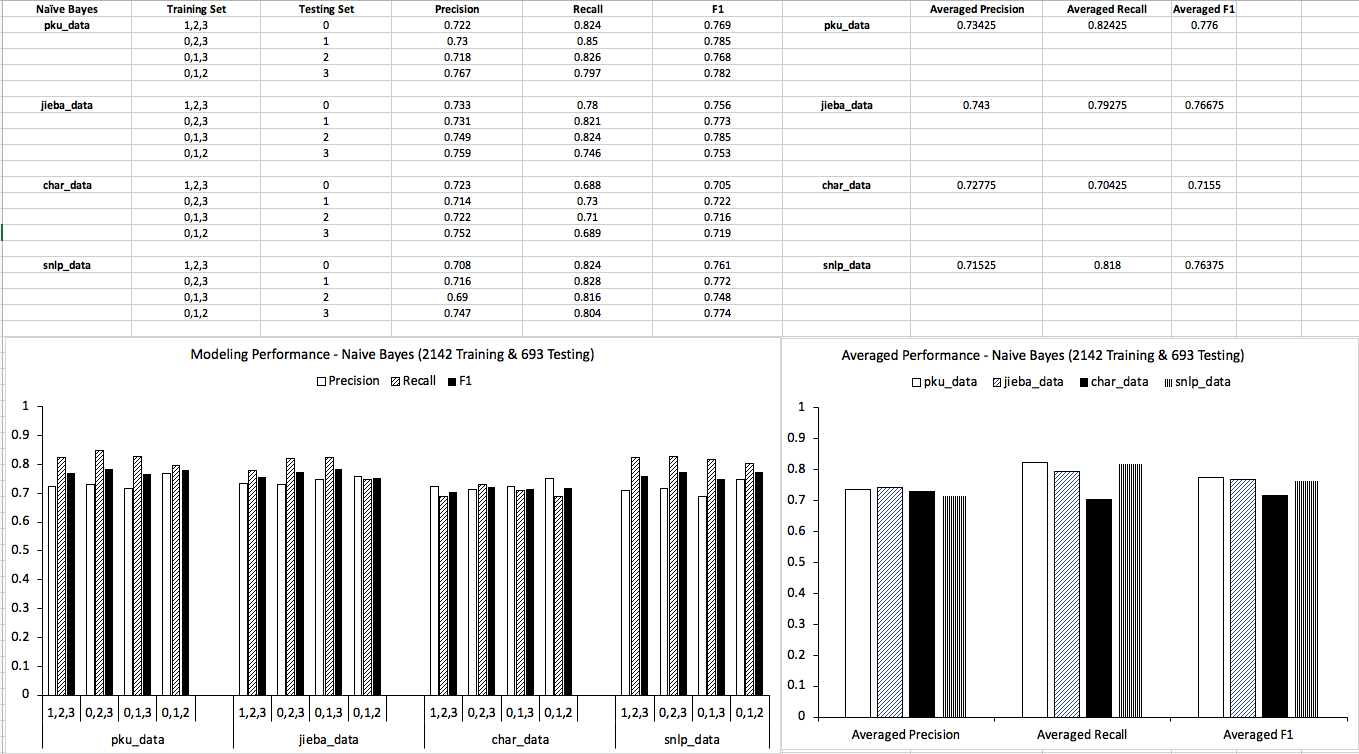 Naïve Bayes Training Set Testing Set Precision Recall F1 Averaged Precision Averaged Recall Averaged F1
pku_data 1,2,3 0 0.722 0.824 0.769 pku_data 0.73425 0.82425 0.776
0,2,3 1 0.73 0.85 0.785
0,1,3 2 0.718 0.826 0.768
0,1,2 3 0.767 0.797 0.782
jieba_data 1,2,3 0 0.733 0.78 0.756 jieba_data 0.743 0.79275 0.76675
0,2,3 1 0.731 0.821 0.773
0,1,3 2 0.749 0.824 0.785
0,1,2 3 0.759 0.746 0.753
char_data 1,2,3 0 0.723 0.688 0.705 char_data 0.72775 0.70425 0.7155
0,2,3 1 0.714 0.73 0.722
0,1,3 2 0.722 0.71 0.716
0,1,2 3 0.752 0.689 0.719
snlp_data 1,2,3 0 0.708 0.824 0.761 snlp_data 0.71525 0.818 0.76375
0,2,3 1 0.716 0.828 0.772
0,1,3 2 0.69 0.816 0.748
0,1,2 3 0.747 0.804 0.774
Modeling Performance - Naive Bayes (2142 Training & 693 Testing)
Precision Recall F1
1
0.9
0.8
0.7
0.6
0.5
0.4
0.3
0.2
0.1
0
1,2,3 0,2,3 0,1,3 0,1,2 1,2,3 0,2,3 0,1,3 0,1,2 1,2,3 0,2,3 0,1,3 0,1,2 1,2,3 0,2,3 0,1,3 0,1,2
pku_data jieba_data char_data snlp_data
Averaged Performance - Naive Bayes (2142 Training & 693 Testing)
pku_data jieba_data char_data snlp_data
1
0.9
0.8
0.7
0.6
0.5
0.4
0.3
0.2
0.1
0
Averaged Precision Averaged Recall Averaged F1